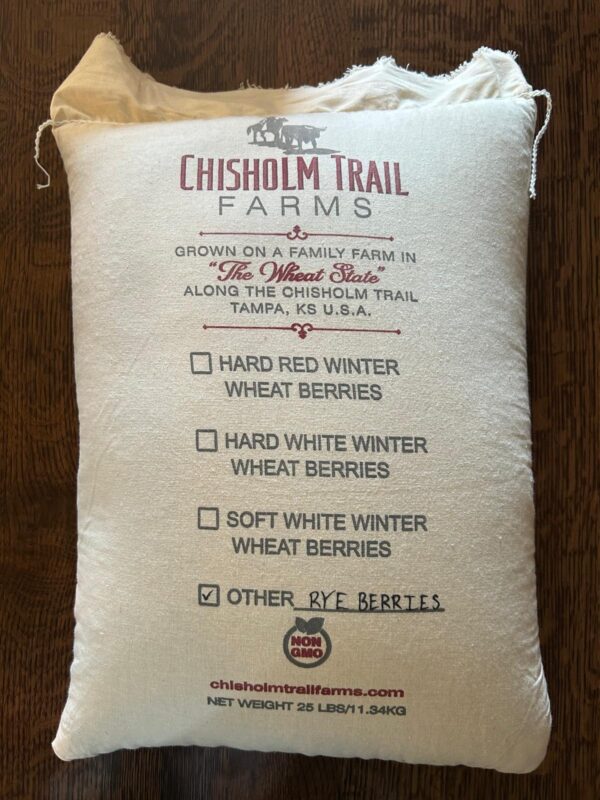 CHISHOLM TRAIL
FARMS
GROWN ON A FAMILY FARM IN
"The Wheat State"
ALONG THE CHISHOLM TRAIL
TAMPA, KS U.S.A.
HARD RED WINTER
WHEAT BERRIES
HARD WHITE WINTER
WHEAT BERRIES
SOFT WHITE WINTER
WHEAT BERRIES
OTHER RYE BERRIES
NON
GMO
chisholmtrailfarms.com
NET WEIGHT 25 LBS/11.34KG